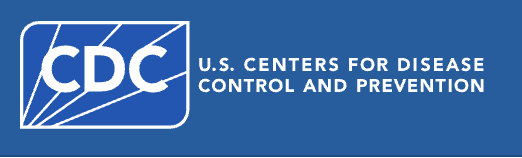 CDC
U.S. CENTERS FOR DISEASE
CONTROL AND PREVENTION